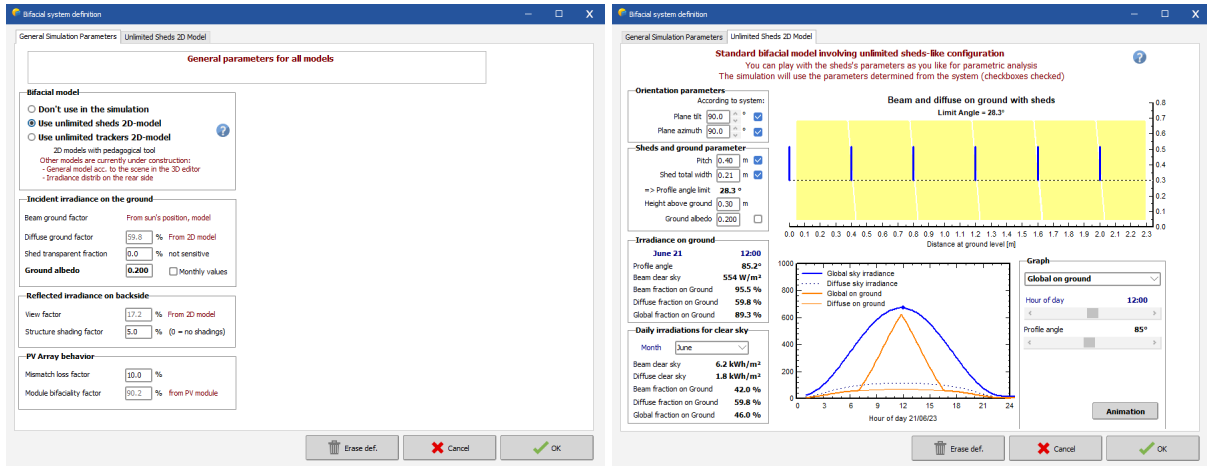 Bifacial system definition
General Simulation Parameters Unlimited Sheds 2D Model
General parameters for all models
Bifacial model
Don't use in the simulation
Use unlimited sheds 2D-model
Use unlimited trackers 2D-model
2D models with pedagogical tool
Other models are currently under construction:
- General model acc. to the scene in the 3D editor
- Irradiance distrib on the rear side
Incident irradiance on the ground
Beam ground factor From sun's position, model
Diffuse ground factor 59.8 % From 2D model
Shed transparent fraction 0.0 % not sensitive
Ground albedo 0.200 Monthly values
Reflected irradiance on backside
View factor 17.2 % From 2D model
Structure shading factor 5.0 % (0 = no shadings)
PV Array behavior
Mismatch loss factor 10.0 %
Module bifaciality factor 90.2 % from PV module
Erase def. Cancel OK
Bifacial system definition
General Simulation Parameters Unlimited Sheds 2D Model
Standard bifacial model involving unlimited sheds-like configuration
You can play with the sheds's parameters as you like for parametric analysis
The simulation will use the parameters determined from the system (checkboxes checked)
Orientation parameters
According to system:
Plane tilt 90.0 °
Plane azimuth 90.0 °
Sheds and ground parameter
Pitch 0.40 m
Shed total width 0.21 m
=> Profile angle limit 28.3 °
Height above ground 0.30 m
Ground albedo 0.200
Irradiance on ground
June 21 12:00
Profile angle 85.2°
Beam clear sky 554 W/m²
Beam fraction on Ground 95.5 %
Diffuse fraction on Ground 59.8 %
Global fraction on Ground 89.3 %
Daily irradiations for clear sky
Month June
Beam clear sky 6.2 kWh/m²
Diffuse clear sky 1.8 kWh/m²
Beam fraction on Ground 42.0 %
Diffuse fraction on Ground 59.8 %
Global fraction on Ground 46.0 %
Beam and diffuse on ground with sheds
Limit Angle = 28.3°
0.8
0.7
0.6
0.5
0.4
0.3
0.2
0.1
0.0
0.0 0.1 0.2 0.3 0.4 0.5 0.6 0.7 0.8 0.9 1.0 1.1 1.2 1.3 1.4 1.5 1.6 1.7 1.8 1.9 2.0 2.1 2.2 2.3
Distance at ground level [m]
1000
800
600
400
200
0
Global sky irradiance
Diffuse sky irradiance
Global on ground
Diffuse on ground
0 3 6 9 12 15 18 21 24
Hour of day 21/06/23
Graph
Global on ground
Hour of day 12:00
Profile angle 85°
Animation
Erase def. Cancel OK